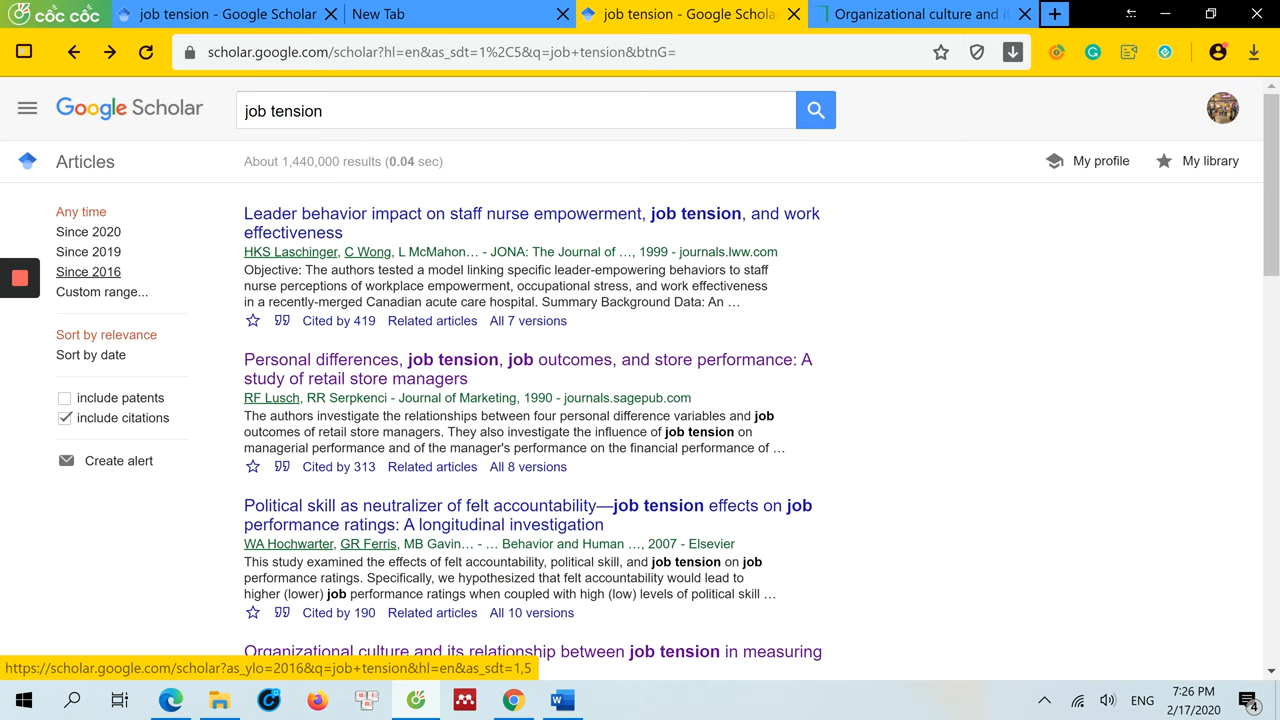 cốc cốc
job tension - Google Scholar
New Tab
job tension - Google Schola
Organizational culture and i
scholar.google.com/scholar?hl=en&as_sdt=1%2C5&q=job+tension&btnG=
Google Scholar
job tension
Articles
About 1,440,000 results (0.04 sec)
My profile
My library
Any time
Since 2020
Since 2019
Since 2016
Custom range...
Sort by relevance
Sort by date
include patents
include citations
Create alert
Leader behavior impact on staff nurse empowerment, job tension, and work
effectiveness
HKS Laschinger, C Wong, L McMahon… - JONA: The Journal of …, 1999 - journals.lww.com
Objective: The authors tested a model linking specific leader-empowering behaviors to staff
nurse perceptions of workplace empowerment, occupational stress, and work effectiveness
in a recently-merged Canadian acute care hospital. Summary Background Data: An …
Cited by 419 Related articles All 7 versions
Personal differences, job tension, job outcomes, and store performance: A
study of retail store managers
RF Lusch, RR Serpkenci - Journal of Marketing, 1990 - journals.sagepub.com
The authors investigate the relationships between four personal difference variables and job
outcomes of retail store managers. They also investigate the influence of job tension on
managerial performance and of the manager's performance on the financial performance of …
Cited by 313 Related articles All 8 versions
Political skill as neutralizer of felt accountability—job tension effects on job
performance ratings: A longitudinal investigation
WA Hochwarter, GR Ferris, MB Gavin… - … Behavior and Human …, 2007 - Elsevier
This study examined the effects of felt accountability, political skill, and job tension on job
performance ratings. Specifically, we hypothesized that felt accountability would lead to
higher (lower) job performance ratings when coupled with high (low) levels of political skill …
Cited by 190 Related articles All 10 versions
Organizational culture and its relationship between job tension in measuring
https://scholar.google.com/scholar?as_ylo=2016&q=job+tension&hl=en&as_sdt=1,5
ENG
7:26 PM
2/17/2020
4